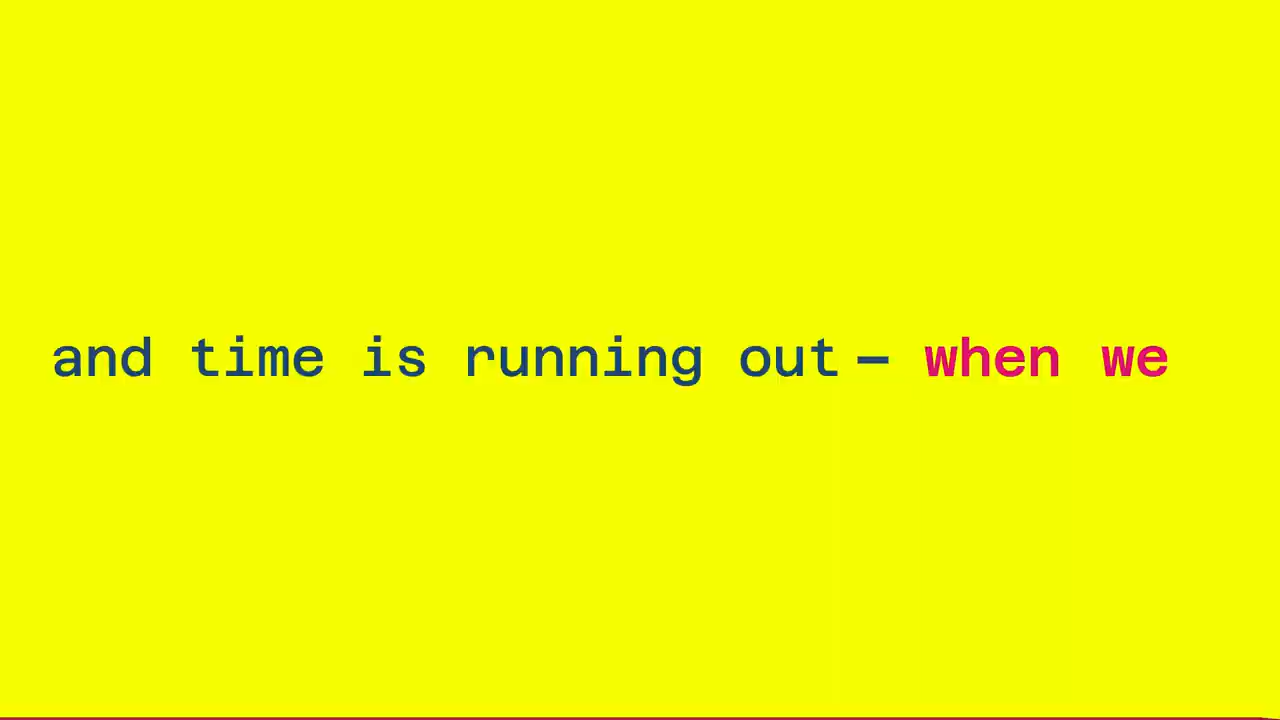 and time is running out — when we